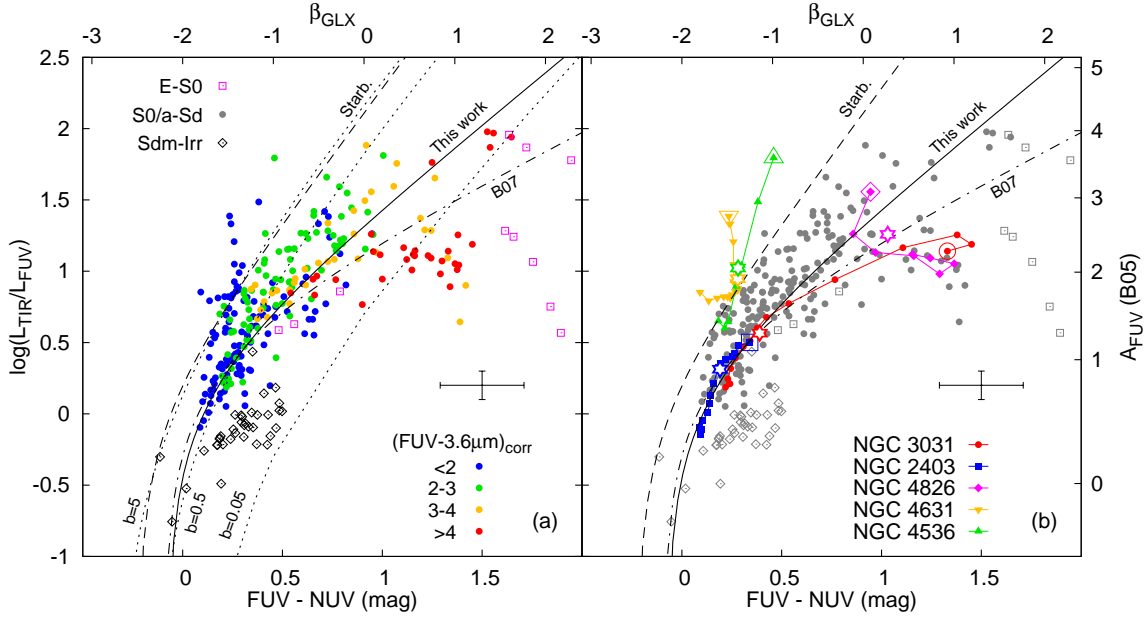 β_GLX
β_GLX
-3 -2 -1 0 1 2
-3 -2 -1 0 1 2
2.5
2
1.5
1
0.5
0
-0.5
-1
log(L_TIR/L_FUV)
E-S0
S0/a-Sd
Sdm-Irr
Starb.
This work
B07
b=5
b=0.5
b=0.05
(FUV-3.6μm)_corr
<2
2-3
3-4
>4
(a)
0 0.5 1 1.5
FUV - NUV (mag)
Starb.
This work
B07
NGC 3031
NGC 2403
NGC 4826
NGC 4631
NGC 4536
(b)
0 0.5 1 1.5
FUV - NUV (mag)
5
4
3
2
1
0
A_FUV (B05)